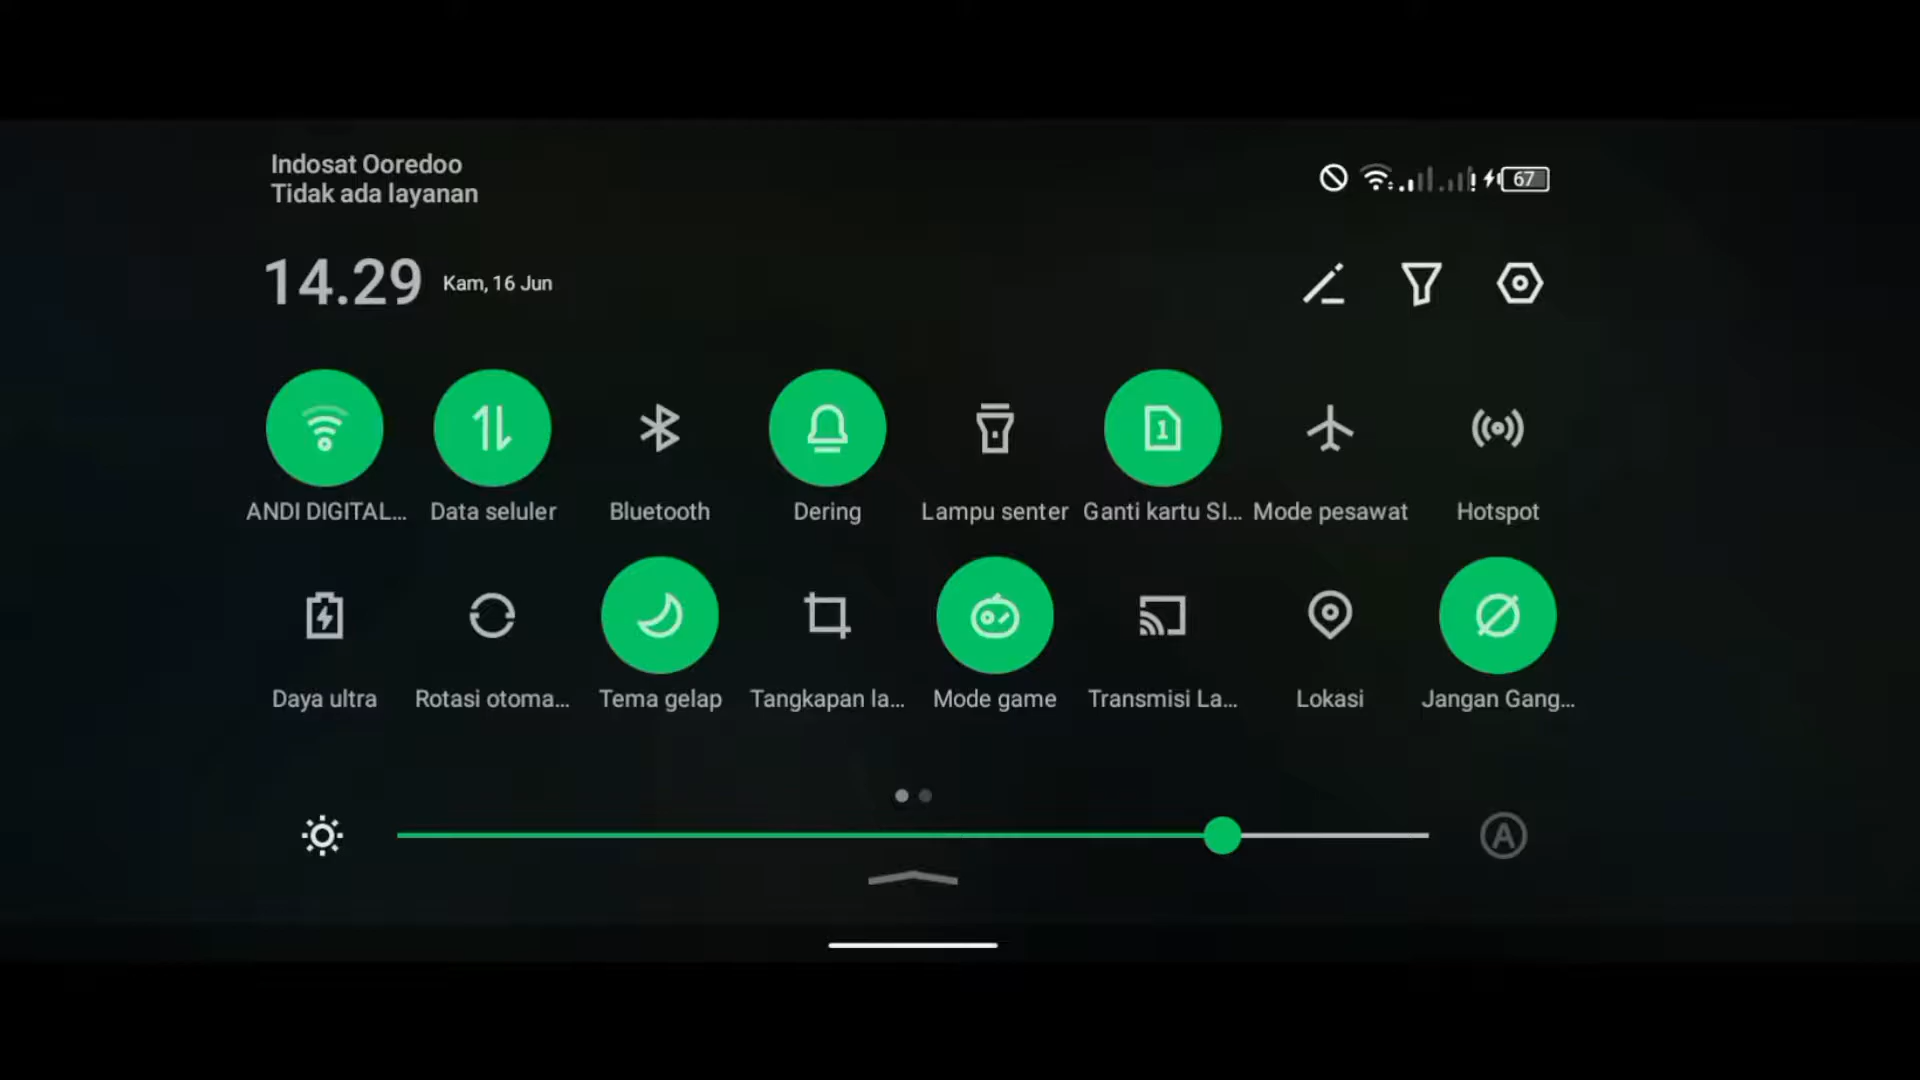 Indosat Ooredoo
Tidak ada layanan
67
14.29 Kam, 16 Jun
1
ANDI DIGITAL... Data seluler Bluetooth Dering Lampu senter Ganti kartu SI... Mode pesawat Hotspot
Daya ultra Rotasi otoma... Tema gelap Tangkapan la... Mode game Transmisi La... Lokasi Jangan Gang...
A